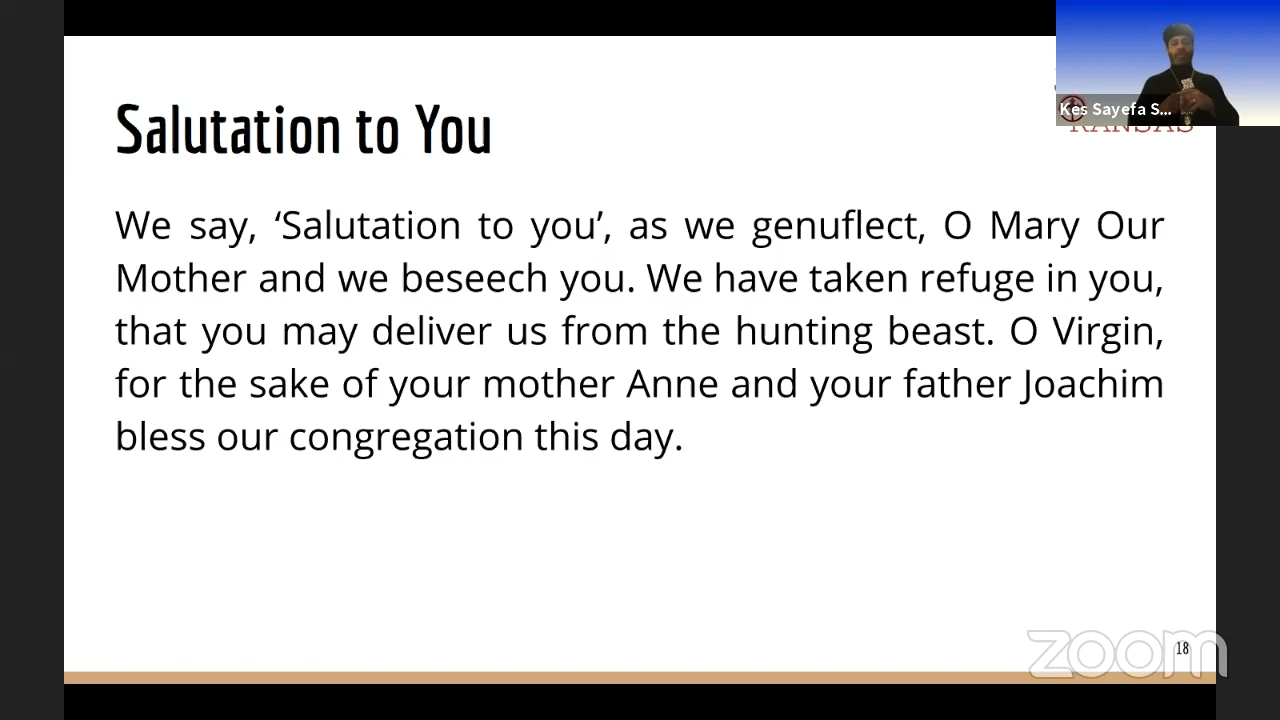 Kes Sayefa S...
KANSAS
Salutation to You
We say, ‘Salutation to you’, as we genuflect, O Mary Our
Mother and we beseech you. We have taken refuge in you,
that you may deliver us from the hunting beast. O Virgin,
for the sake of your mother Anne and your father Joachim
bless our congregation this day.
18
zoom